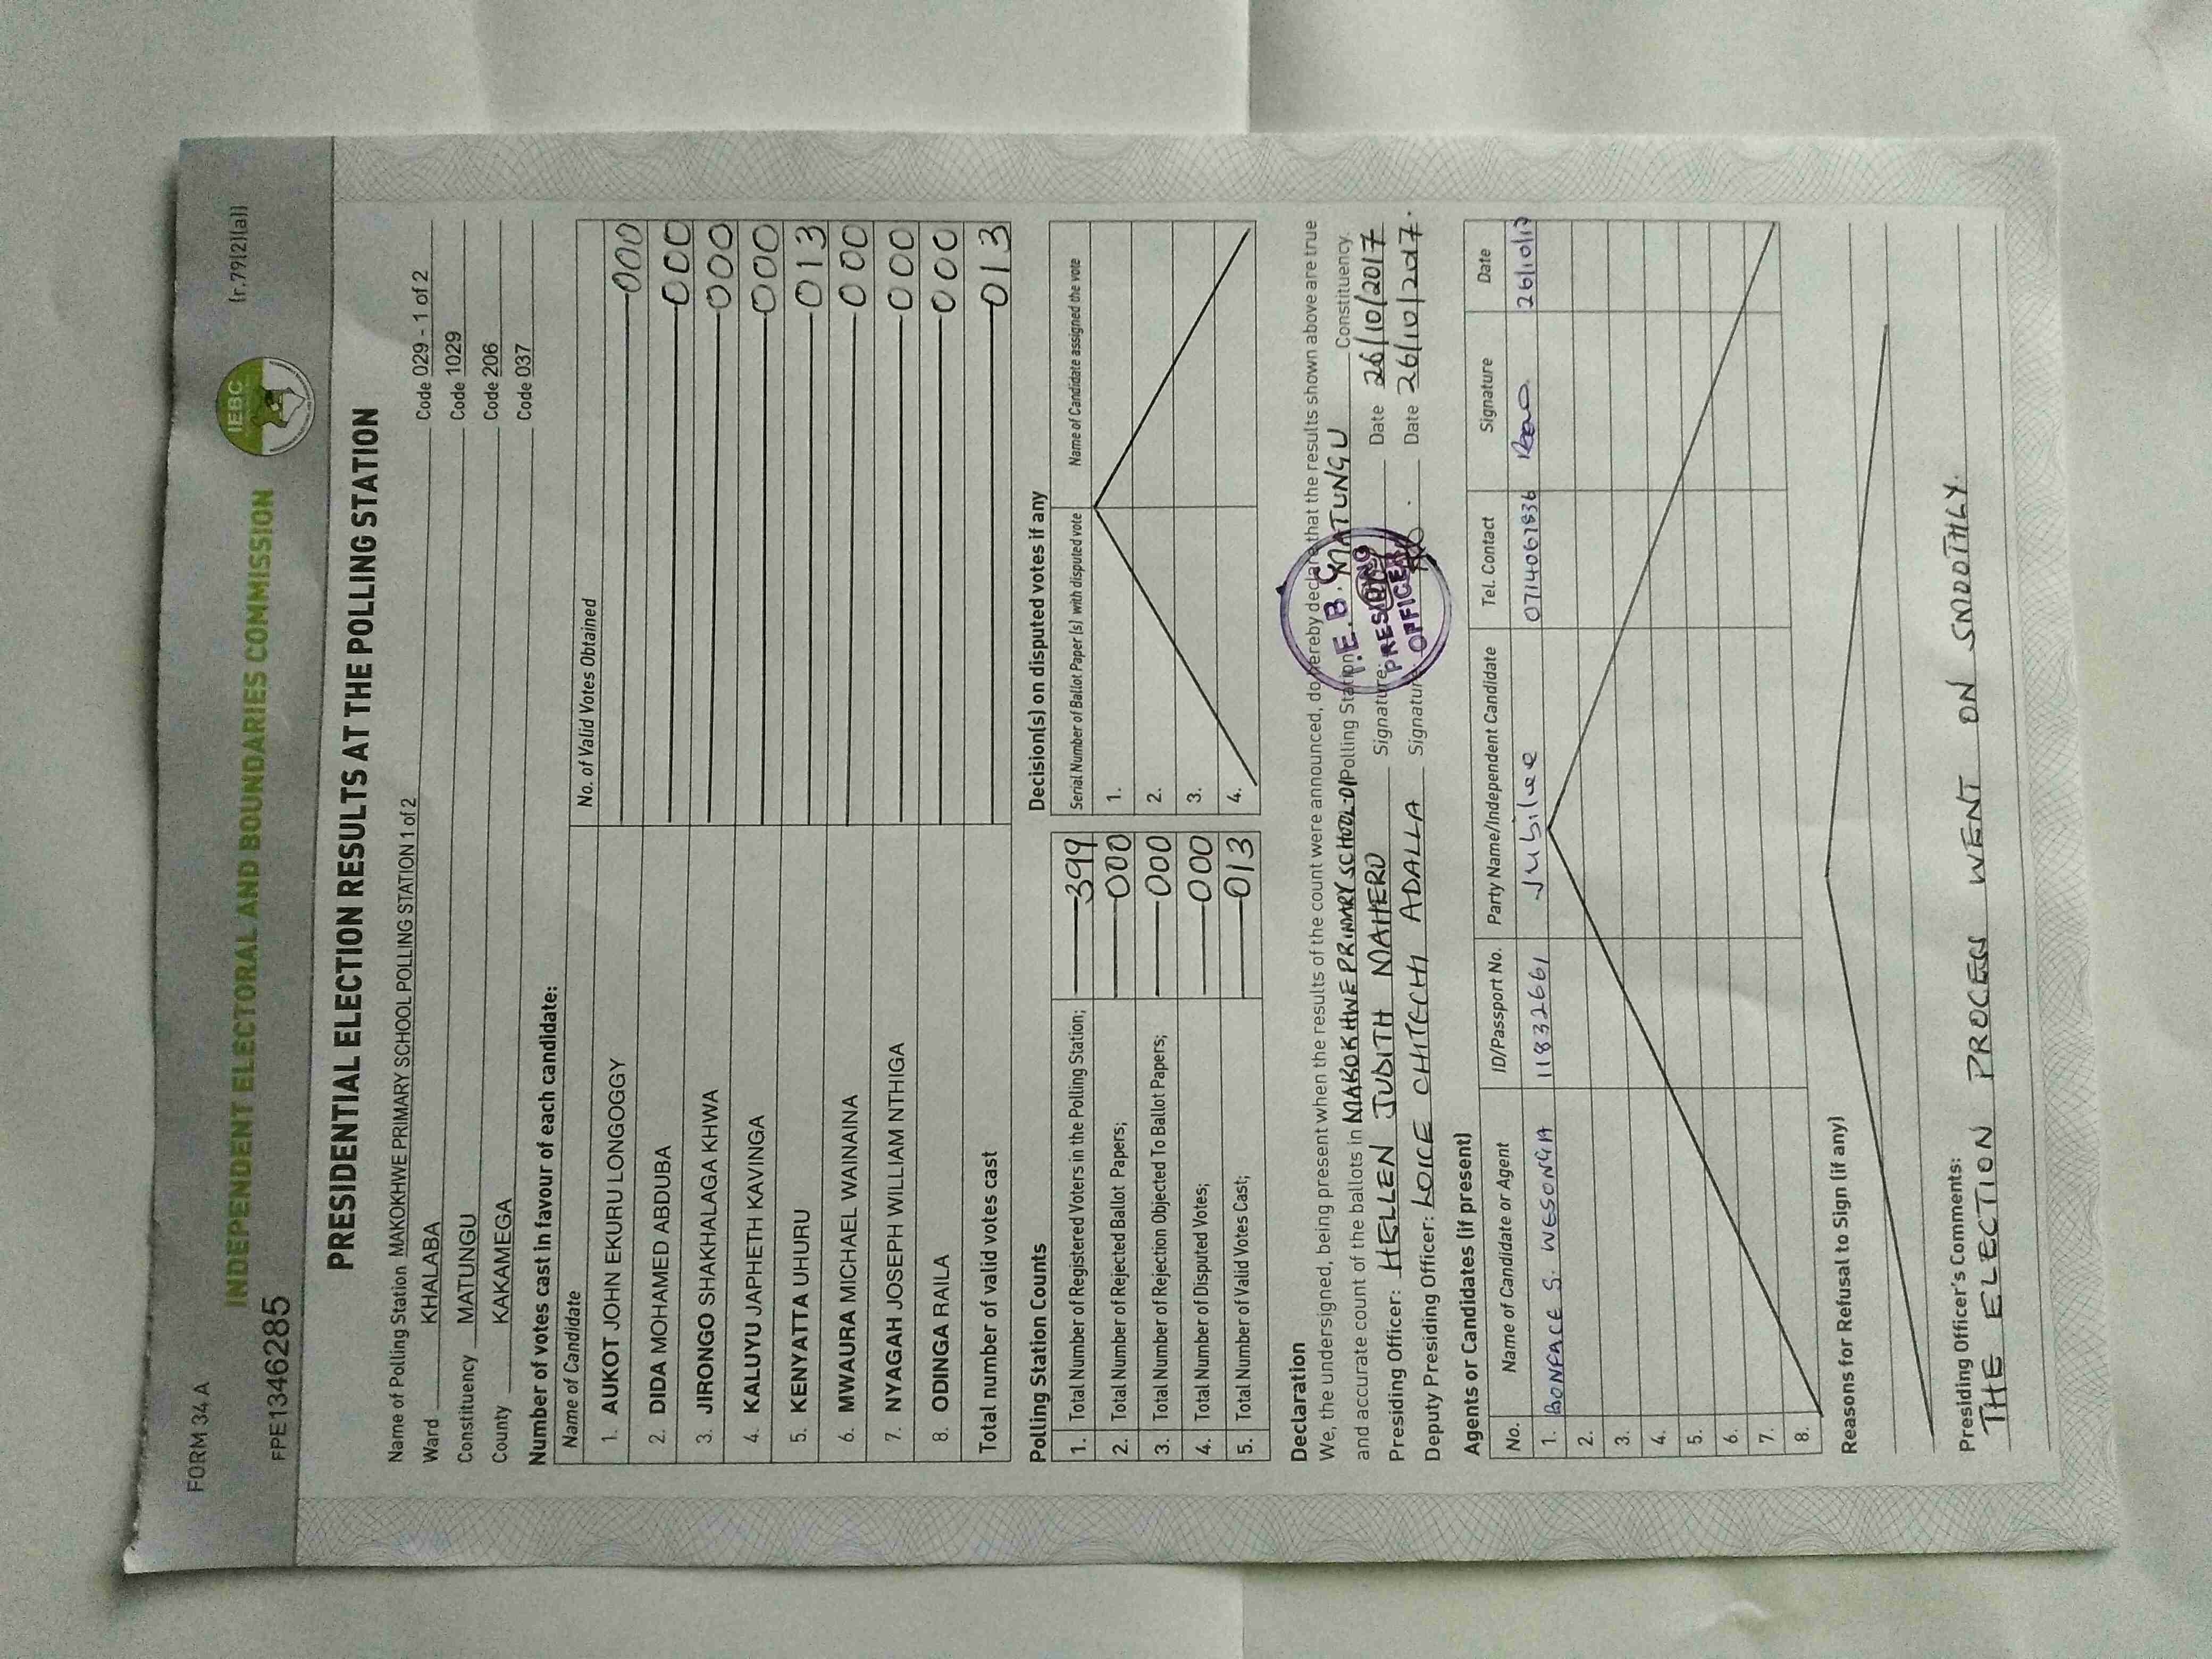 FORM 34 A
(r.79(2)(a))
FPE1346285
INDEPENDENT ELECTORAL AND BOUNDARIES COMMISSION
IEBC
PRESIDENTIAL ELECTION RESULTS AT THE POLLING STATION
Name of Polling Station MAKOKHWE PRIMARY SCHOOL POLLING STATION 1 of 2 Code 029 - 1 of 2
Ward KHALABA Code 1029
Constituency MATUNGU Code 206
County KAKAMEGA Code 037
Number of votes cast in favour of each candidate:
Name of Candidate No. of Valid Votes Obtained
1. AUKOT JOHN EKURU LONGOGGY 000
2. DIDA MOHAMED ABDUBA 000
3. JIRONGO SHAKHALAGA KHWA 000
4. KALUYU JAPHETH KAVINGA 000
5. KENYATTA UHURU 013
6. MWAURA MICHAEL WAINAINA 000
7. NYAGAH JOSEPH WILLIAM NTHIGA 000
8. ODINGA RAILA 000
Total number of valid votes cast 013
Polling Station Counts
1. Total Number of Registered Voters in the Polling Station; 399
2. Total Number of Rejected Ballot Papers; 000
3. Total Number of Rejection Objected To Ballot Papers; 000
4. Total Number of Disputed Votes; 000
5. Total Number of Valid Votes Cast; 013
Decision(s) on disputed votes if any
Serial Number of Ballot Paper (s) with disputed vote Name of Candidate assigned the vote
1.
2.
3.
4.
Declaration
We, the undersigned, being present when the results of the count were announced, do hereby declare that the results shown above are true
and accurate count of the ballots in MAKOKHWE PRIMARY SCHOOL-01 Polling Station MATUNGU Constituency.
Presiding Officer: HELLEN JUDITH NAHERO Signature: Date 26/10/2017
Deputy Presiding Officer: LOICE CHITECHI ADALLA Signature: Date 26/10/2017.
I.E.B.C
PRESIDING
OFFICER
Agents or Candidates (if present)
No. Name of Candidate or Agent ID/Passport No. Party Name/Independent Candidate Tel. Contact Signature Date
1. BONFACE S. WESONGA 11832661 Jubilee 0714061836 26/10/17
2.
3.
4.
5.
6.
7.
8.
Reasons for Refusal to Sign (if any)
Presiding Officer's Comments:
THE ELECTION PROCESS WENT ON SMOOTHLY.